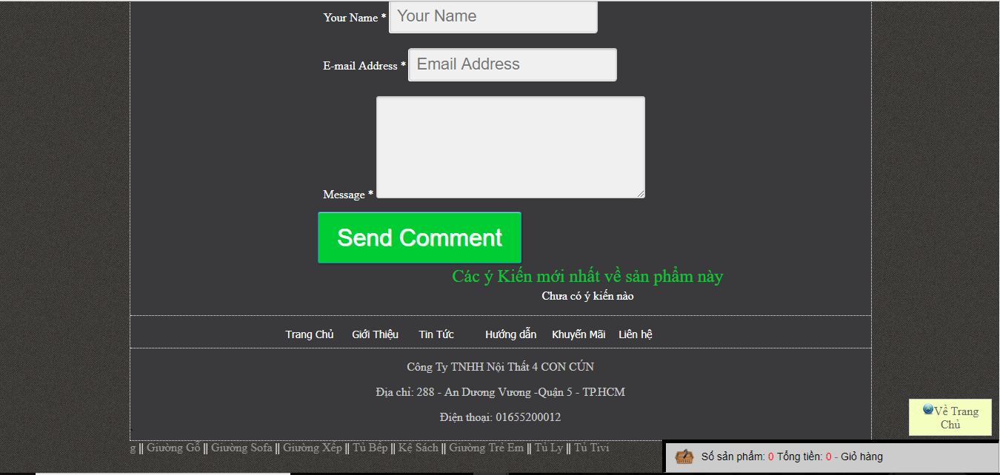 Your Name * Your Name
E-mail Address * Email Address
Message *
Send Comment
Các ý Kiến mới nhất về sản phẩm này
Chưa có ý kiến nào
Trang Chủ Giới Thiệu Tin Tức Hướng dẫn Khuyến Mãi Liên hệ
Công Ty TNHH Nội Thất 4 CON CÚN
Địa chỉ: 288 - An Dương Vương -Quận 5 - TP.HCM
Điện thoại: 01655200012
Về Trang
Chủ
g || Giường Gỗ || Giường Sofa || Giường Xếp || Tủ Bếp || Kệ Sách || Giường Trẻ Em || Tủ Ly || Tủ Tivi
Số sản phẩm: 0 Tổng tiền: 0 - Giỏ hàng